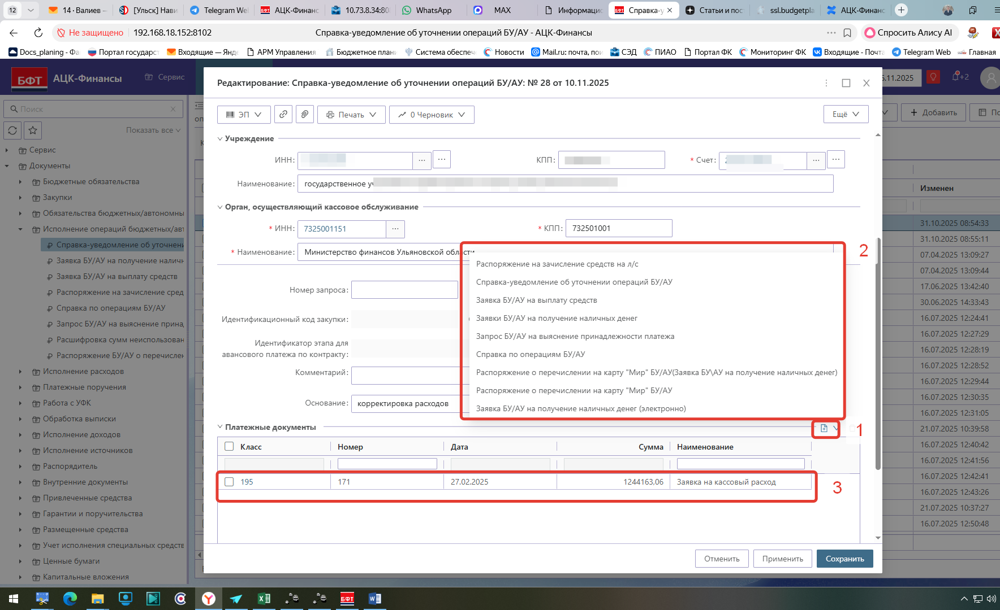 12
14 · Валиев —
[Ульск] Нави
Telegram We
АЦК-Финанс
10.73.8.34:808
WhatsApp
MAX
Информацис
Справка-у
Статьи и пос
ssl.budgetpla
АЦК-Финанс
Не защищено
192.168.18.152:8102
Справка-уведомление об уточнении операций БУ/АУ - АЦК-Финансы
Спросить Алису AI
Docs_planing - Фа
Портал государст
Входящие — Янде
АРМ Управления
Бюджетное плани
Система обеспеч
Новости
Mail.ru: почта, пои
СЭД
ПИАО
Портал ФК
Мониторинг ФК
Входящие - Почта
Telegram Web
Главная
БФТ
АЦК-Финансы
Сервис
5.11.2025
+2
Поиск
Показать все
Сервис
Документы
Бюджетные обязательства
Закупки
Обязательства бюджетных/автономны
Исполнение операций бюджетных/авт
Справка-уведомление об уточнени
Заявка БУ/АУ на получение наличн
Заявка БУ/АУ на выплату средств
Распоряжение на зачисление сред
Справка по операциям БУ/АУ
Запрос БУ/АУ на выяснение прина
Расшифровка сумм неиспользован
Распоряжение БУ/АУ о перечислен
Исполнение расходов
Платежные поручения
Работа с УФК
Обработка выписки
Исполнение доходов
Исполнение источников
Распорядитель
Внутренние документы
Привлеченные средства
Гарантии и поручительства
Размещенные средства
Учет исполнения специальных средств
Ценные бумаги
Капитальные вложения
Редактирование: Справка-уведомление об уточнении операций БУ/АУ: № 28 от 10.11.2025
ЭП
Печать
0 Черновик
Ещё
Учреждение
ИНН:
КПП:
* Счет:
Наименование:
государственное уч
Орган, осуществляющий кассовое обслуживание
* ИНН:
7325001151
* КПП:
732501001
* Наименование:
Министерство финансов Ульяновской области
Номер запроса:
Идентификационный код закупки:
Идентификатор этапа для
авансового платежа по контракту:
Комментарий:
Основание:
корректировка расходов
2
Распоряжение на зачисление средств на л/с
Справка-уведомление об уточнении операций БУ/АУ
Заявка БУ/АУ на выплату средств
Заявки БУ/АУ на получение наличных денег
Запрос БУ/АУ на выяснение принадлежности платежа
Справка по операциям БУ/АУ
Распоряжение о перечислении на карту "Мир" БУ/АУ(Заявка БУ\АУ на получение наличных денег)
Распоряжение о перечислении на карту "Мир" БУ/АУ
Заявка БУ/АУ на получение наличных денег (электронно)
Платежные документы
1
Класс
Номер
Дата
Сумма
Наименование
195
171
27.02.2025
1244163,06
Заявка на кассовый расход
3
Отменить
Применить
Сохранить
Добавить
По
Изменен
31.10.2025 08:54:33
31.10.2025 08:55:11
07.04.2025 13:09:27
07.04.2025 13:09:44
17.06.2025 13:42:40
30.06.2025 14:33:43
16.07.2025 12:24:41
16.07.2025 12:27:29
16.07.2025 12:28:19
16.07.2025 12:28:52
16.07.2025 12:29:44
16.07.2025 12:30:35
16.07.2025 12:31:05
21.07.2025 10:39:58
16.07.2025 12:40:42
16.07.2025 12:41:56
16.07.2025 12:42:41
16.07.2025 12:43:26
21.07.2025 10:37:27
16.07.2025 12:50:48